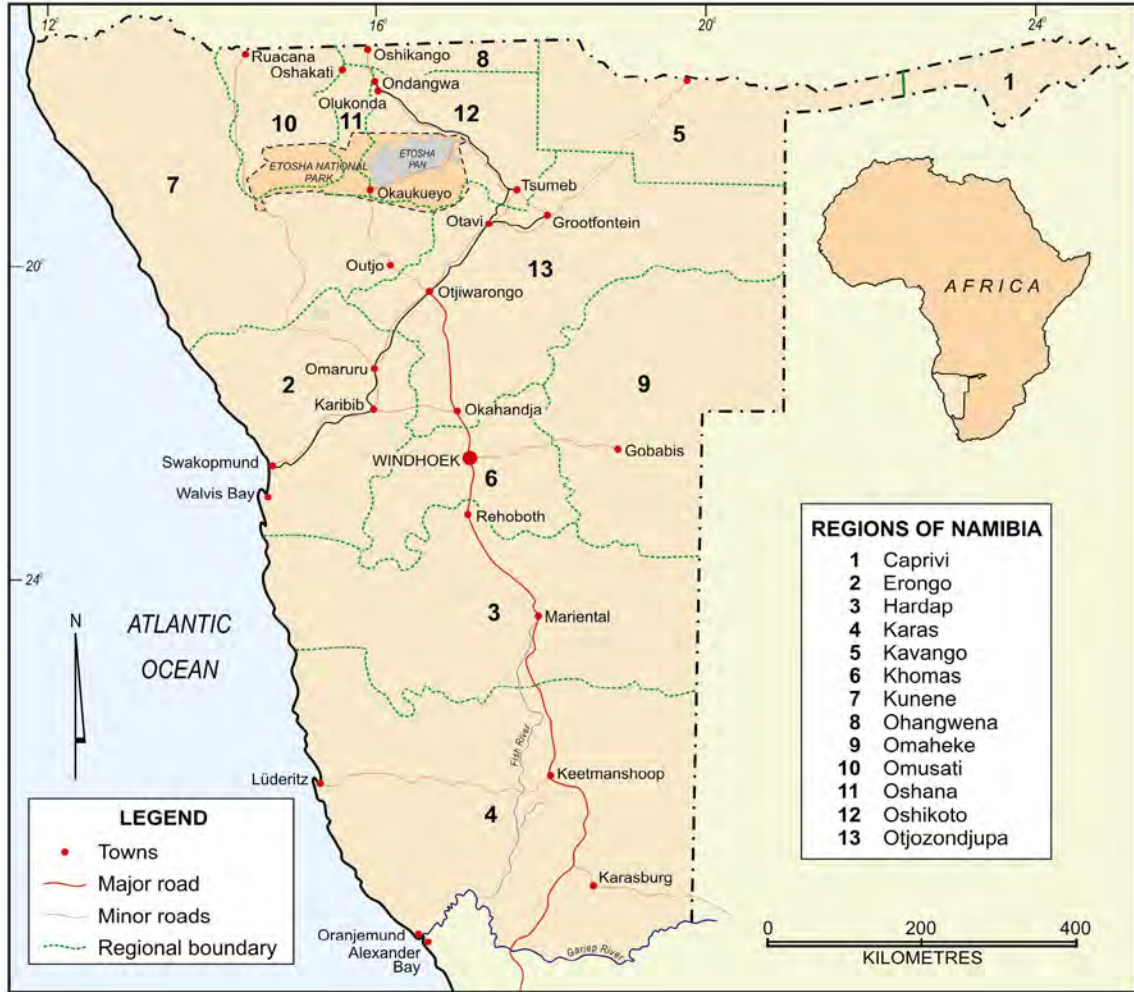 12°
16°
20°
24°
Ruacana
Oshikango
Oshakati
8
Ondangwa
Olukonda
12
1
10
11
5
ETOSHA PAN
ETOSHA NATIONAL
PARK
7
Okaukueyo
Tsumeb
Otavi
Grootfontein
20°
Outjo
13
Otjiwarongo
AFRICA
Omaruru
2
9
Karibib
Okahandja
Swakopmund
WINDHOEK
Gobabis
6
Walvis Bay
Rehoboth
24°
N
ATLANTIC
OCEAN
3
Mariental
Fish River
Lüderitz
Keetmanshoop
4
Karasburg
Oranjemund
Alexander
Bay
Gariep River
REGIONS OF NAMIBIA
1 Caprivi
2 Erongo
3 Hardap
4 Karas
5 Kavango
6 Khomas
7 Kunene
8 Ohangwena
9 Omaheke
10 Omusati
11 Oshana
12 Oshikoto
13 Otjozondjupa
LEGEND
Towns
Major road
Minor roads
Regional boundary
0 200 400
KILOMETRES